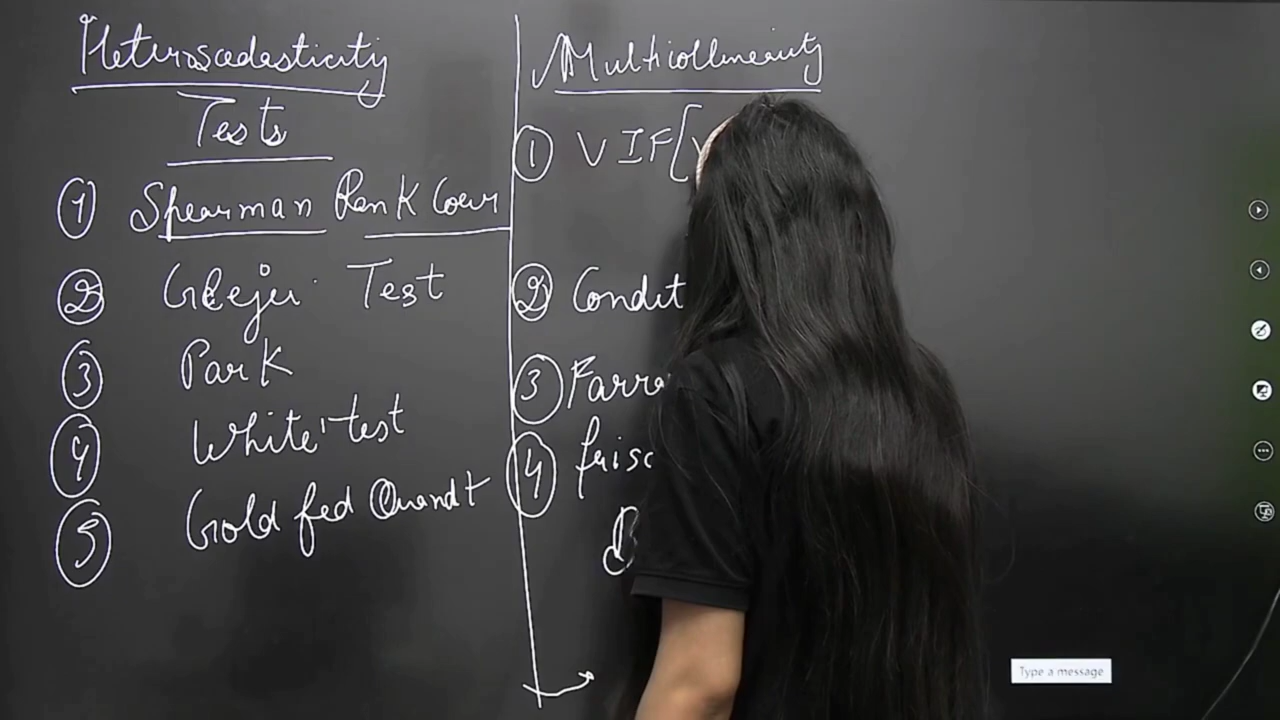 Heteroscedasticity
Tests
① Spearman Rank Corr
② Glejer Test
③ Park
④ White test
⑤ Gold fed Quandt
Multicollinearity
① VIF[
② Condit
③ Farra
④ frisc
Type a message